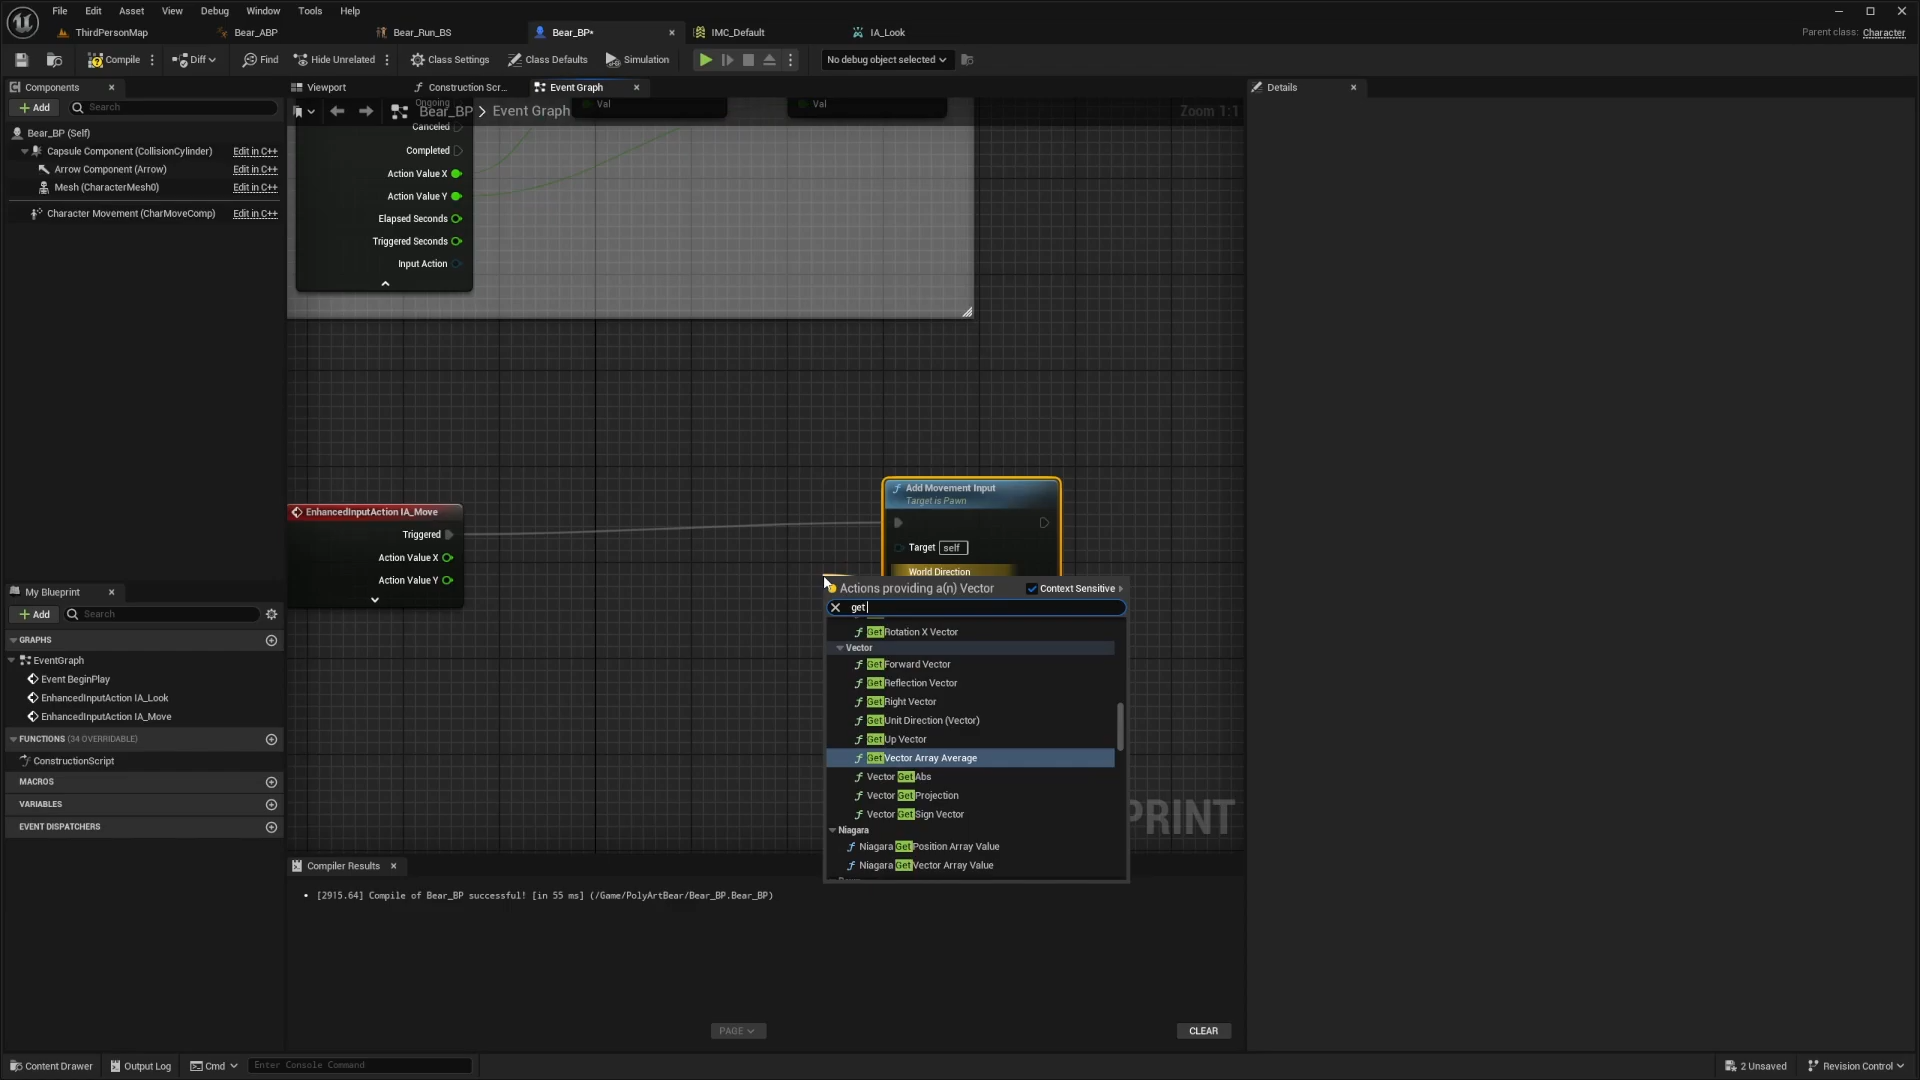 File Edit Asset View Debug Window Tools Help
ThirdPersonMap Bear_ABP Bear_Run_BS Bear_BP* IMC_Default IA_Look
Parent class: Character
Compile Diff Find Hide Unrelated Class Settings Class Defaults Simulation No debug object selected
Components
Add Search
Bear_BP (Self)
Capsule Component (CollisionCylinder) Edit in C++
Arrow Component (Arrow) Edit in C++
Mesh (CharacterMesh0) Edit in C++
Character Movement (CharMoveComp) Edit in C++
My Blueprint
Add Search
GRAPHS
EventGraph
Event BeginPlay
EnhancedInputAction IA_Look
EnhancedInputAction IA_Move
FUNCTIONS (34 OVERRIDABLE)
ConstructionScript
MACROS
VARIABLES
EVENT DISPATCHERS
Viewport Construction Scr... Event Graph
Bear_BP > Event Graph
Zoom 1:1
Ongoing
Val Val
Canceled
Completed
Action Value X
Action Value Y
Elapsed Seconds
Triggered Seconds
Input Action
EnhancedInputAction IA_Move
Triggered
Action Value X
Action Value Y
Add Movement Input
Target is Pawn
Target self
World Direction
Actions providing a(n) Vector Context Sensitive
get
GetRotation X Vector
Vector
Get Forward Vector
Get Reflection Vector
Get Right Vector
Get Unit Direction (Vector)
Get Up Vector
Get Vector Array Average
Vector Get Abs
Vector Get Projection
Vector Get Sign Vector
Niagara
Niagara Get Position Array Value
Niagara Get Vector Array Value
PRINT
Compiler Results
[2915.64] Compile of Bear_BP successful! [in 55 ms] (/Game/PolyArtBear/Bear_BP.Bear_BP)
PAGE CLEAR
Details
Content Drawer Output Log Cmd Enter Console Command 2 Unsaved Revision Control